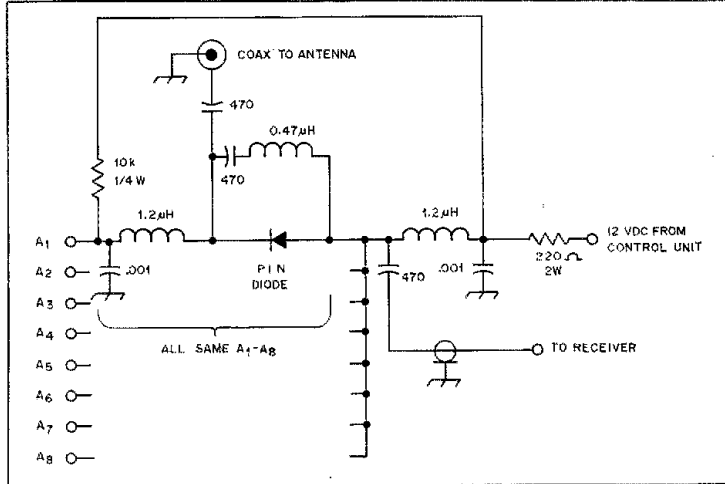 COAX TO ANTENNA
470
0.47µH
470
10k
1/4 W
1.2µH
1.2µH
A1
12 VDC FROM
CONTROL UNIT
.001
PIN
DIODE
470
.001
220 Ω
2W
A2
A3
ALL SAME A1-A8
A4
TO RECEIVER
A5
A6
A7
A8